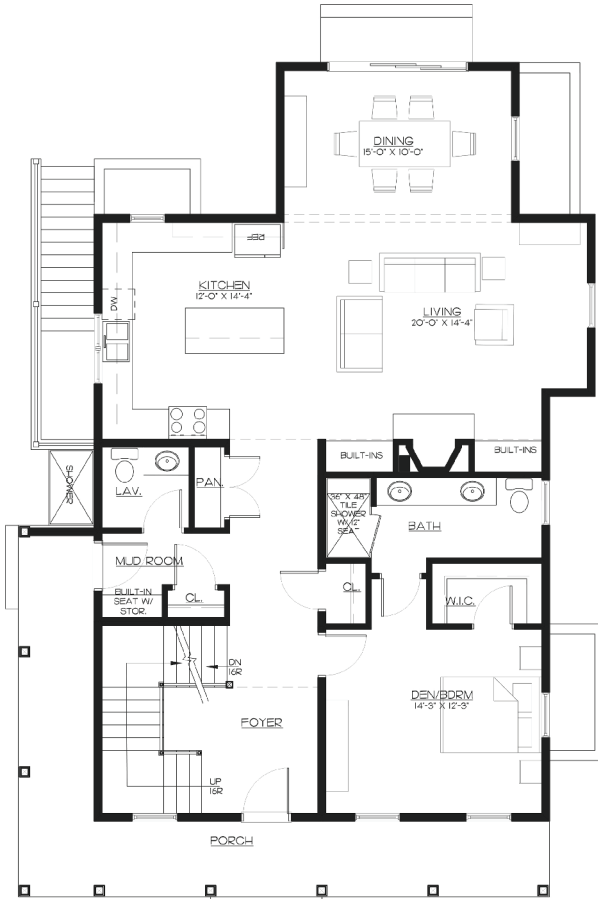 DINING
15'-0" X 10'-0"
REF
KITCHEN
12'-0" X 14'-4"
DW
LIVING
20'-0" X 14'-4"
BUILT-INS
BUILT-INS
SHOWER
LAV.
PAN.
36" X 48"
TILE
SHOWER
W/ 12"
SEAT
BATH
MUD ROOM
BUILT-IN
SEAT W/
STOR.
CL.
CL.
W.I.C.
DN
16R
DEN/BDRM
14'-3" X 12'-3"
FOYER
UP
16R
PORCH